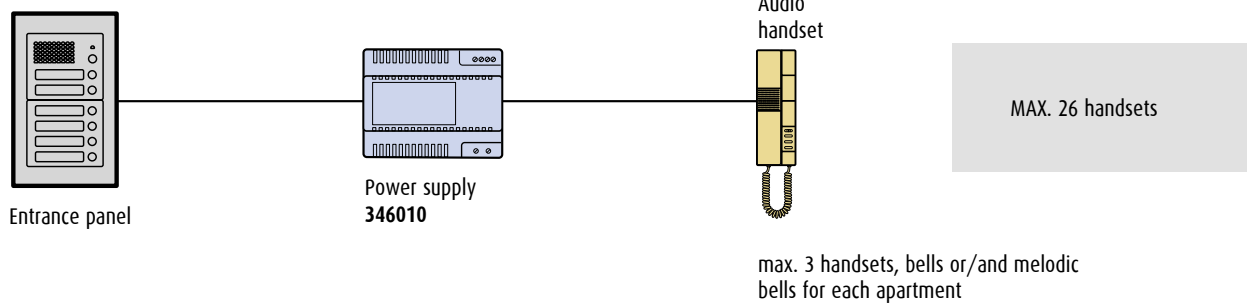 Audio
handset
MAX. 26 handsets
Power supply
346010
Entrance panel
max. 3 handsets, bells or/and melodic
bells for each apartment